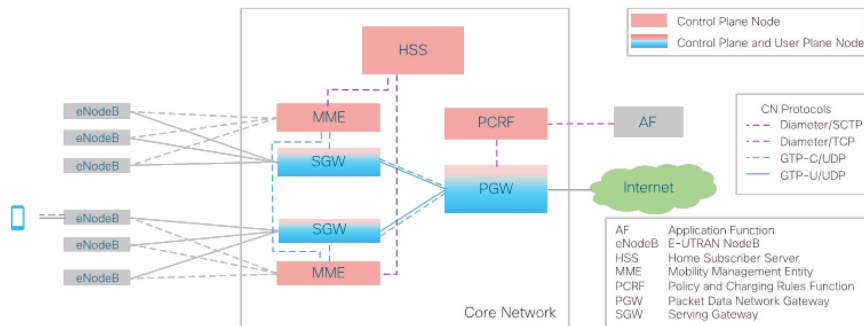 Control Plane Node
Control Plane and User Plane Node
HSS
eNodeB
eNodeB
eNodeB
MME
SGW
PCRF
AF
PGW
Internet
eNodeB
eNodeB
eNodeB
SGW
MME
Core Network
CN Protocols
Diameter/SCTP
Diameter/TCP
GTP-C/UDP
GTP-U/UDP
AF Application Function
eNodeB E-UTRAN NodeB
HSS Home Subscriber Server
MME Mobility Management Entity
PCRF Policy and Charging Rules Function
PGW Packet Data Network Gateway
SGW Serving Gateway